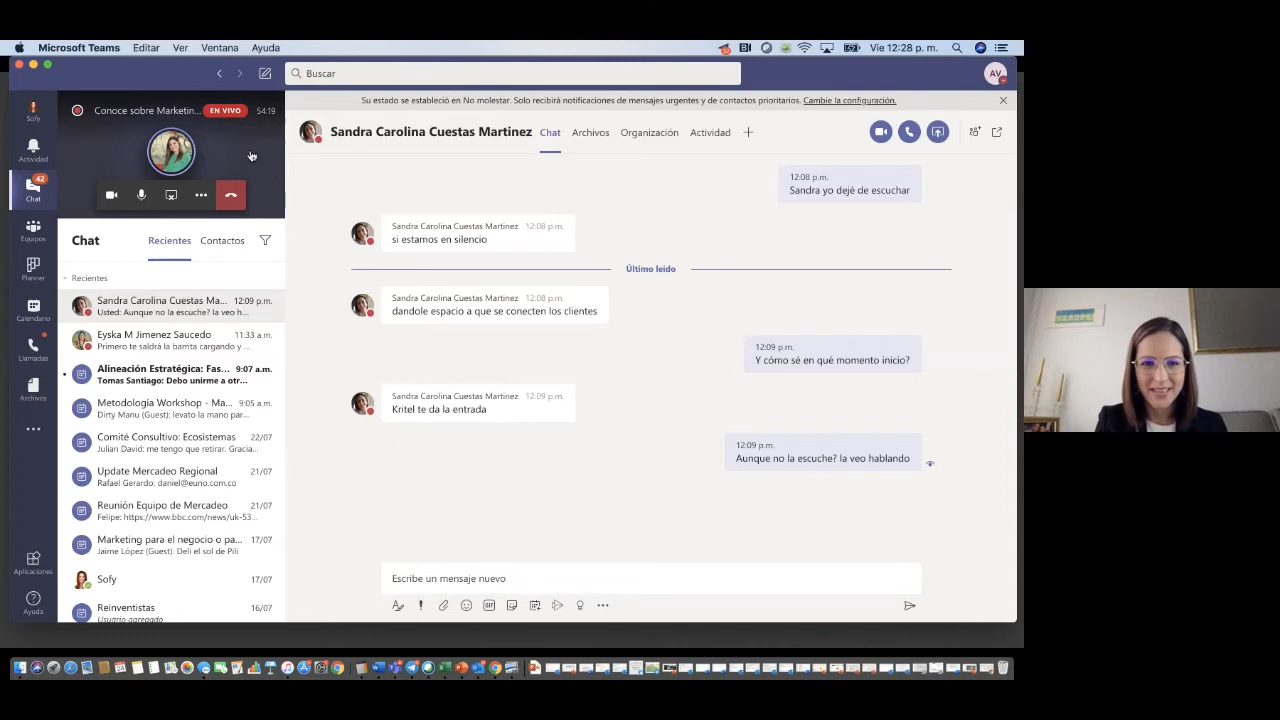 Microsoft Teams Editar Ver Ventana Ayuda
Vie 12:28 p. m.
Buscar
AV
Sofy
Actividad
42
Chat
Equipos
Planner
Calendario
Llamadas
Archivos
Aplicaciones
Ayuda
Conoce sobre Marketin... EN VIVO 54:19
Chat Recientes Contactos
Recientes
Sandra Carolina Cuestas Ma... 12:09 p.m.
Usted: Aunque no la escuche? la veo h...
Eyska M Jimenez Saucedo 11:33 a.m.
Primero te saldrá la barrita cargando y ...
Alineación Estratégica: Fas... 9:07 a.m.
Tomas Santiago: Debo unirme a otr...
Metodología Workshop - Ma... 9:05 a.m.
Dirty Manu (Guest): levato la mano par...
Comité Consultivo: Ecosistemas 22/07
Julian David: me tengo que retirar. Gracia...
Update Mercadeo Regional 21/07
Rafael Gerardo: daniel@euno.com.co
Reunión Equipo de Mercadeo 21/07
Felipe: https://www.bbc.com/news/uk-53...
Marketing para el negocio o pa... 17/07
Jaime López (Guest): Deli el sol de Pili
Sofy 17/07
Reinventistas 16/07
Usuario agregado
Su estado se estableció en No molestar. Solo recibirá notificaciones de mensajes urgentes y de contactos prioritarios. Cambie la configuración.
Sandra Carolina Cuestas Martinez Chat Archivos Organización Actividad
12:08 p.m.
Sandra yo dejé de escuchar
Sandra Carolina Cuestas Martinez 12:08 p.m.
si estamos en silencio
Último leído
Sandra Carolina Cuestas Martinez 12:08 p.m.
dandole espacio a que se conecten los clientes
12:09 p.m.
Y cómo sé en qué momento inicio?
Sandra Carolina Cuestas Martinez 12:09 p.m.
Kritel te da la entrada
12:09 p.m.
Aunque no la escuche? la veo hablando
Escribe un mensaje nuevo
GIF